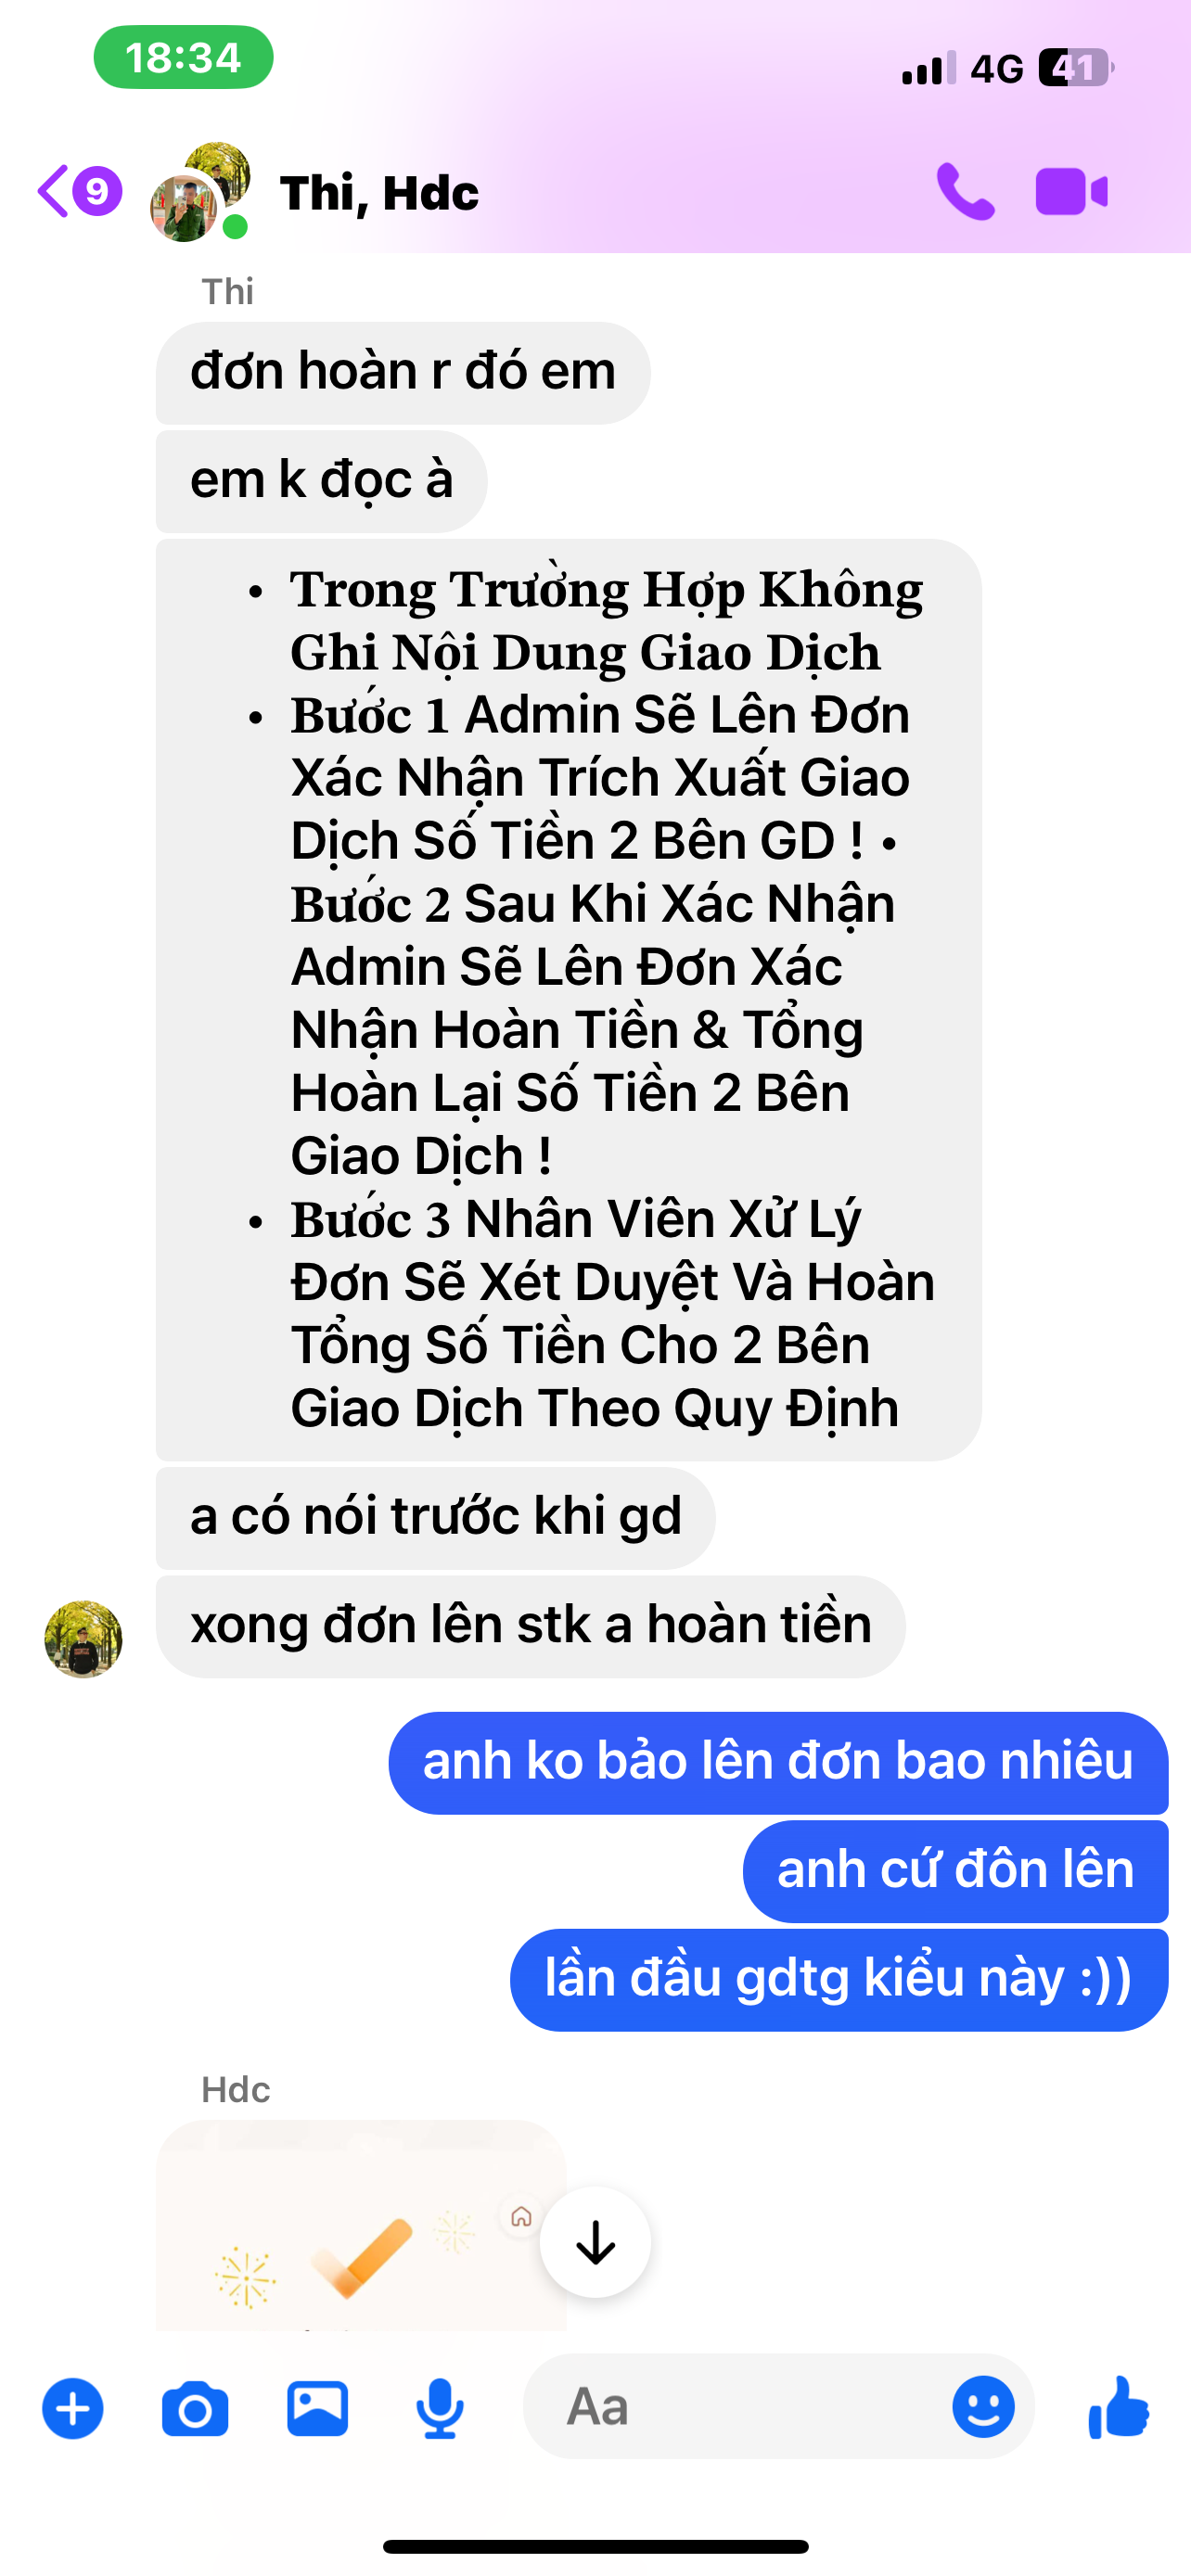 18:34
4G 41
9
Thi, Hdc
Thi
đơn hoàn r đó em
em k đọc à
• Trong Trường Hợp Không
Ghi Nội Dung Giao Dịch
• Bước 1 Admin Sẽ Lên Đơn
Xác Nhận Trích Xuất Giao
Dịch Số Tiền 2 Bên GD ! •
Bước 2 Sau Khi Xác Nhận
Admin Sẽ Lên Đơn Xác
Nhận Hoàn Tiền & Tổng
Hoàn Lại Số Tiền 2 Bên
Giao Dịch !
• Bước 3 Nhân Viên Xử Lý
Đơn Sẽ Xét Duyệt Và Hoàn
Tổng Số Tiền Cho 2 Bên
Giao Dịch Theo Quy Định
a có nói trước khi gd
xong đơn lên stk a hoàn tiền
anh ko bảo lên đơn bao nhiêu
anh cứ đôn lên
lần đầu gdtg kiểu này :))
Hdc
Aa